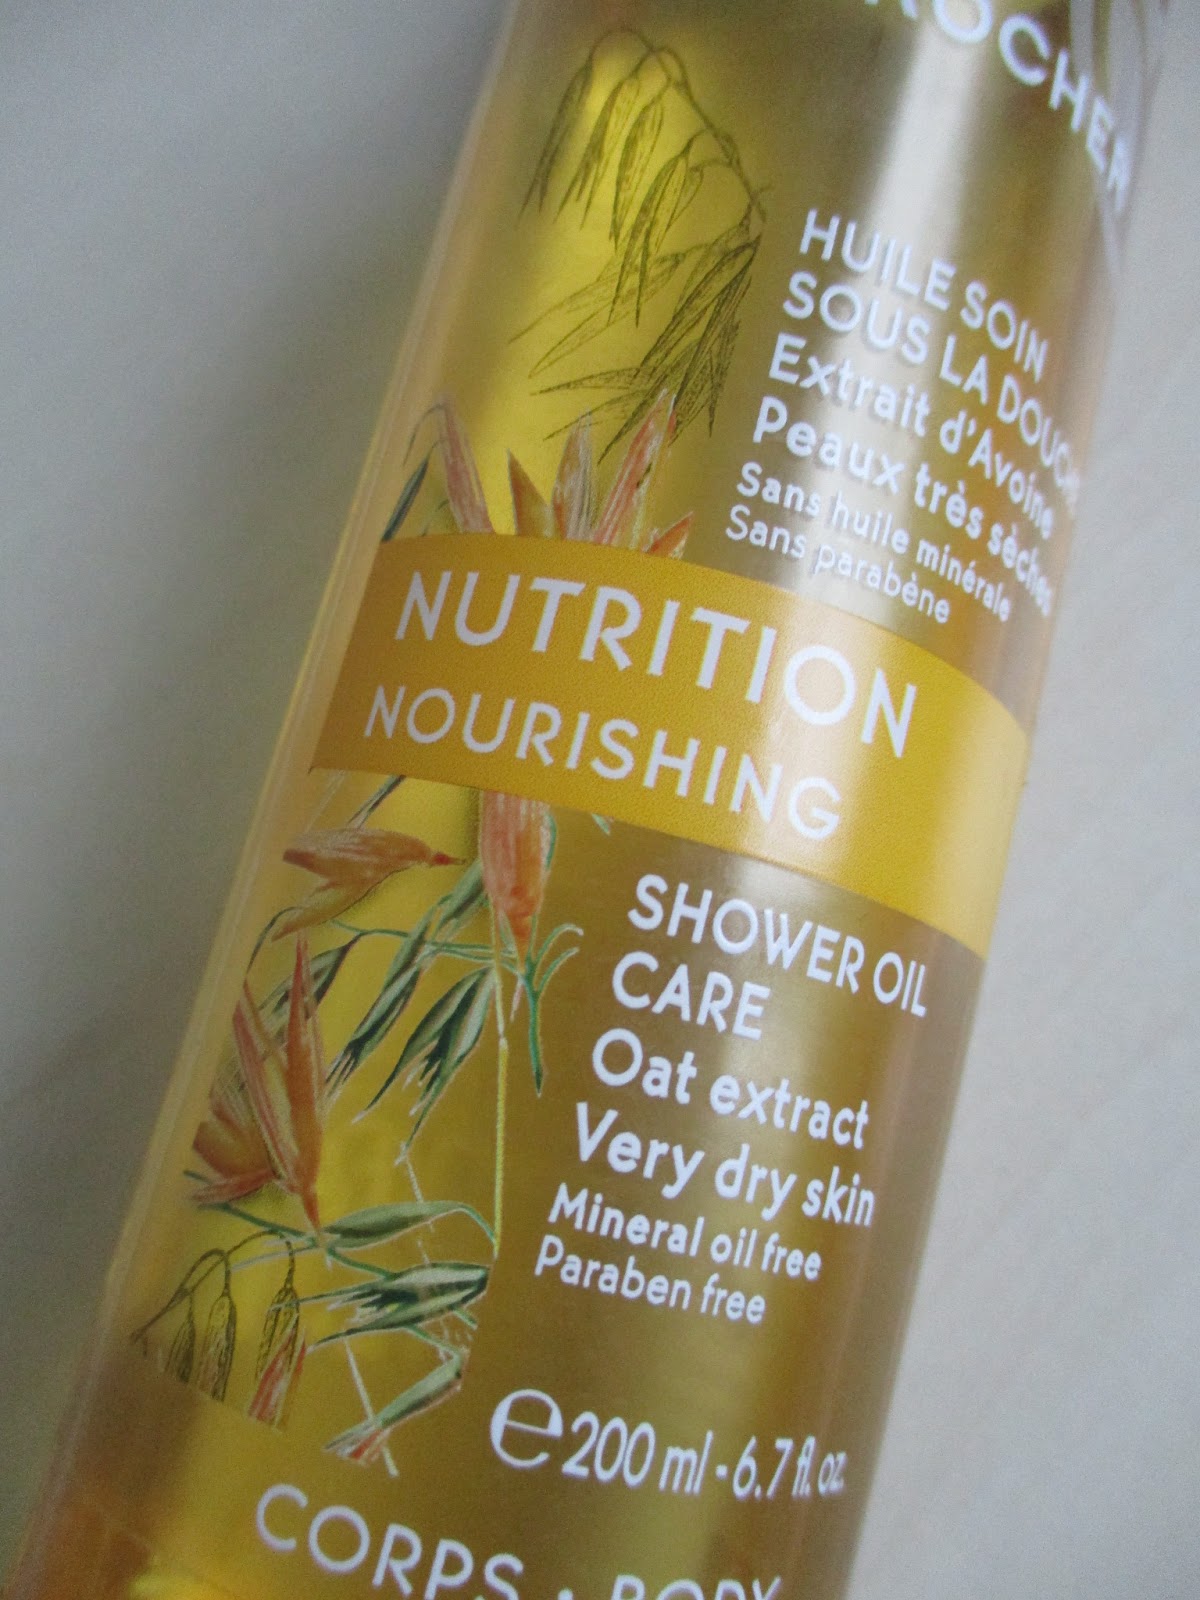 ROCHER
HUILE SOIN
SOUS LA DOUCHE
Extrait d'Avoine
Peaux très sèches
Sans huile minérale
Sans parabène
NUTRITION
NOURISHING
SHOWER OIL
CARE
Oat extract
Very dry skin
Mineral oil free
Paraben free
℮ 200 ml - 6.7 fl. oz.
CORPS • BODY